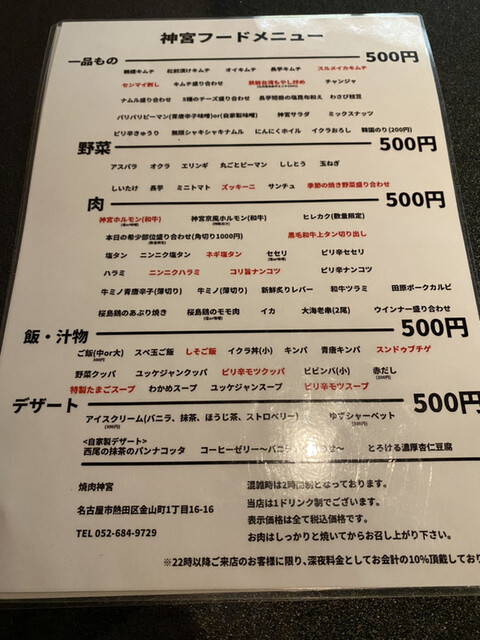 神宮フードメニュー
一品もの 500円
糠漬キムチ 松前漬けキムチ オイキムチ 長芋キムチ スルメイカキムチ
センマイ刺し キムチ盛り合わせ 鉄鍋台湾もやし炒め チャンジャ
ナムル盛り合わせ 3種のチーズ盛り合わせ 長芋短冊の塩昆布和え わさび枝豆
バリバリピーマン(青唐辛子味噌)or(自家製味噌) 神宮サラダ ミックスナッツ
ピリ辛きゅうり 無限シャキシャキナムル にんにくホイル イクラおろし 韓国のり(200円)
野菜 500円
アスパラ オクラ エリンギ 丸ごとピーマン ししとう 玉ねぎ
しいたけ 長芋 ミニトマト ズッキーニ サンチュ 季節の焼き野菜盛り合わせ
肉 500円
神宮ホルモン(和牛) 神宮京風ホルモン(和牛) ヒレカク(数量限定)
本日の希少部位盛り合わせ(角切り1000円) 黒毛和牛上タン切り出し
塩タン ニンニク塩タン ネギ塩タン セセリ ピリ辛セセリ
ハラミ ニンニクハラミ コリ旨ナンコツ ピリ辛ナンコツ
牛ミノ青唐辛子(薄切り) 牛ミノ(薄切り) 新鮮炙りレバー 和牛ツラミ 田原ポークカルビ
桜島鶏のあぶり焼き 桜島鶏のモモ肉 イカ 大海老串(2尾) ウインナー盛り合わせ
飯・汁物 500円
ご飯(中or大) スペ玉ご飯 しそご飯 イクラ丼(小) キンパ 青唐キンパ スンドゥブチゲ
野菜クッパ ユッケジャンクッパ ピリ辛モツクッパ ビビンバ(小) 赤だし
特製たまごスープ わかめスープ ユッケジャンスープ ピリ辛モツスープ
デザート 500円
アイスクリーム(バニラ、抹茶、ほうじ茶、ストロベリー) ゆずシャーベット
<自家製デザート>
西尾の抹茶のパンナコッタ コーヒーゼリー〜バニラ せ〜 とろける濃厚杏仁豆腐
焼肉神宮
名古屋市熱田区金山町1丁目16-16
TEL 052-684-9729
混雑時は2時間制となっております。
当店は1ドリンク制でございます。
表示価格は全て税込価格です。
お肉はしっかりと焼いてからお召し上がり下さい。
※22時以降ご来店のお客様に限り、深夜料金としてお会計の10%頂戴してお